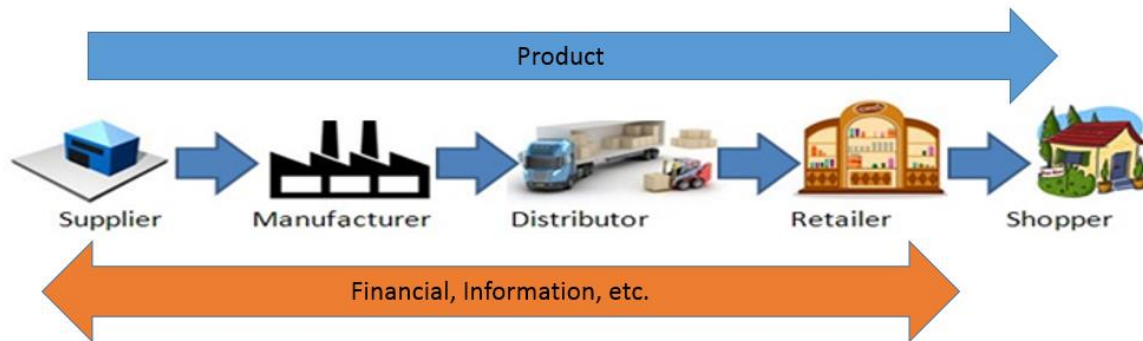 Product
Supplier Manufacturer Distributor Retailer Shopper
Financial, Information, etc.